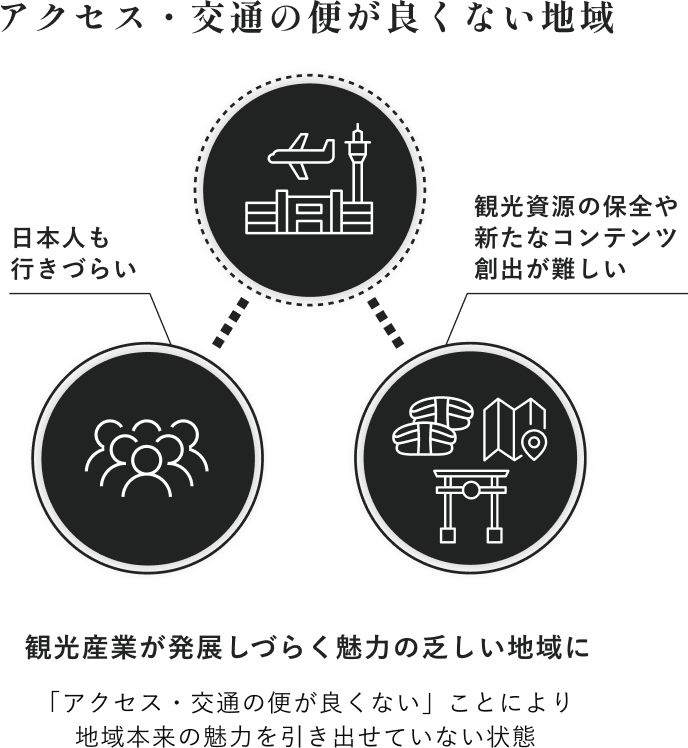 アクセス・交通の便が良くない地域
日本人も
行きづらい
観光資源の保全や
新たなコンテンツ
創出が難しい
観光産業が発展しづらく魅力の乏しい地域に
「アクセス・交通の便が良くない」ことにより
地域本来の魅力を引き出せていない状態